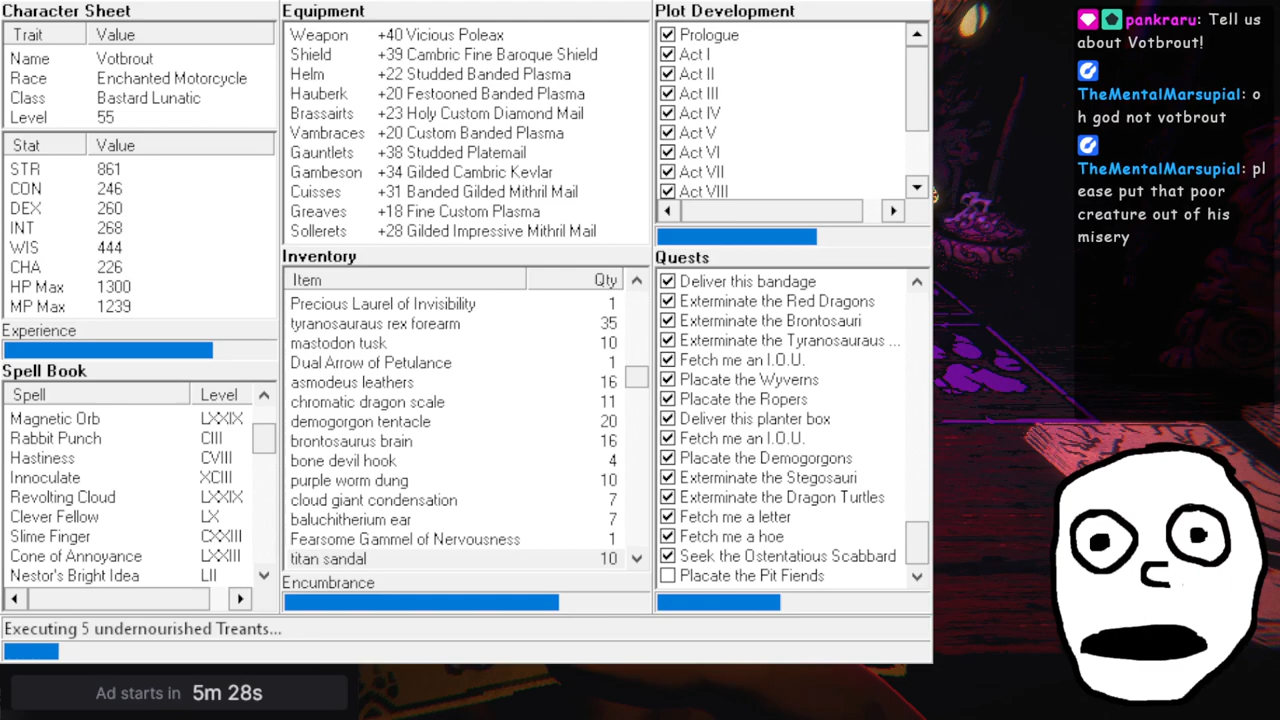 Character Sheet
Trait Value
Name Votbrout
Race Enchanted Motorcycle
Class Bastard Lunatic
Level 55
Stat Value
STR 861
CON 246
DEX 260
INT 268
WIS 444
CHA 226
HP Max 1300
MP Max 1239
Experience
Spell Book
Spell Level
Magnetic Orb LXXIX
Rabbit Punch CIII
Hastiness CVIII
Innoculate XCIII
Revolting Cloud LXXIX
Clever Fellow LX
Slime Finger CXXIII
Cone of Annoyance LXXIII
Nestor's Bright Idea LII
Equipment
Weapon +40 Vicious Poleax
Shield +39 Cambric Fine Baroque Shield
Helm +22 Studded Banded Plasma
Hauberk +20 Festooned Banded Plasma
Brassairts +23 Holy Custom Diamond Mail
Vambraces +20 Custom Banded Plasma
Gauntlets +38 Studded Platemail
Gambeson +34 Gilded Cambric Kevlar
Cuisses +31 Banded Gilded Mithril Mail
Greaves +18 Fine Custom Plasma
Sollerets +28 Gilded Impressive Mithril Mail
Inventory
Item Qty
Precious Laurel of Invisibility 1
tyranosauraus rex forearm 35
mastodon tusk 10
Dual Arrow of Petulance 1
asmodeus leathers 16
chromatic dragon scale 11
demogorgon tentacle 20
brontosaurus brain 16
bone devil hook 4
purple worm dung 10
cloud giant condensation 7
baluchitherium ear 7
Fearsome Gammel of Nervousness 1
titan sandal 10
Encumbrance
Plot Development
Prologue
Act I
Act II
Act III
Act IV
Act V
Act VI
Act VII
Act VIII
Quests
Deliver this bandage
Exterminate the Red Dragons
Exterminate the Brontosauri
Exterminate the Tyranosauraus ...
Fetch me an I.O.U.
Placate the Wyverns
Placate the Ropers
Deliver this planter box
Fetch me an I.O.U.
Placate the Demogorgons
Exterminate the Stegosauri
Exterminate the Dragon Turtles
Fetch me a letter
Fetch me a hoe
Seek the Ostentatious Scabbard
Placate the Pit Fiends
Executing 5 undernourished Treants...
Ad starts in 5m 28s
pankraru: Tell us
about Votbrout!
TheMentalMarsupial: o
h god not votbrout
TheMentalMarsupial: pl
ease put that poor
creature out of his
misery